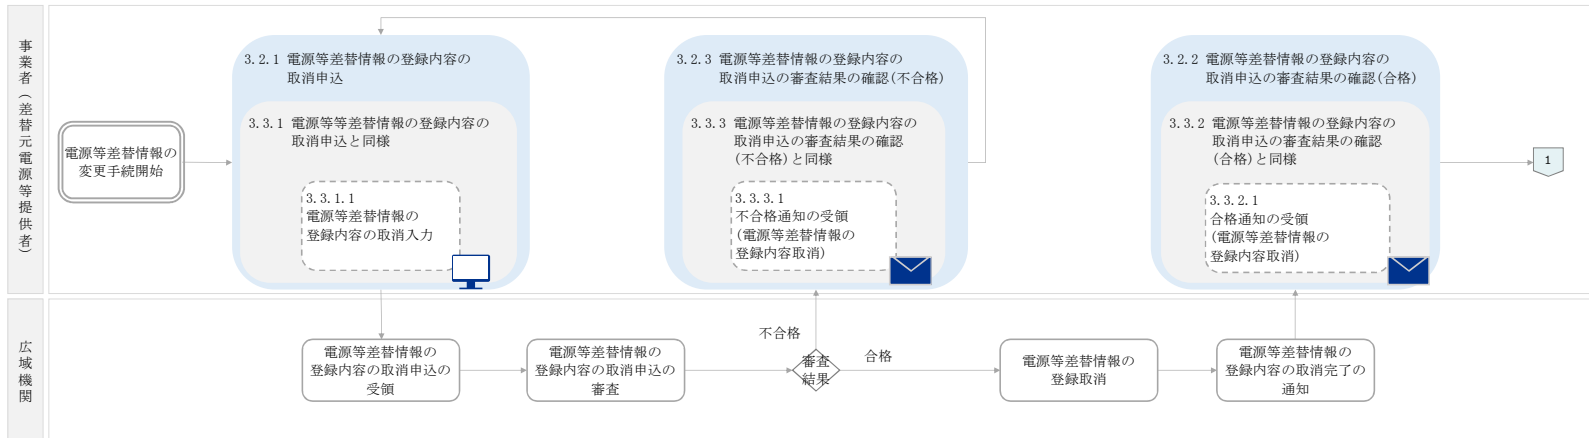 事業者（差替元電源等提供者）
電源等差替情報の
変更手続開始
3.2.1 電源等差替情報の登録内容の
取消申込
3.3.1 電源等等差替情報の登録内容の
取消申込と同様
3.3.1.1
電源等差替情報の
登録内容の取消入力
3.2.3 電源等差替情報の登録内容の
取消申込の審査結果の確認(不合格)
3.3.3 電源等差替情報の登録内容の
取消申込の審査結果の確認
(不合格)と同様
3.3.3.1
不合格通知の受領
(電源等差替情報の
登録内容取消)
3.2.2 電源等差替情報の登録内容の
取消申込の審査結果の確認(合格)
3.3.2 電源等差替情報の登録内容の
取消申込の審査結果の確認
(合格)と同様
3.3.2.1
合格通知の受領
(電源等差替情報の
登録内容取消)
1
広域機関
電源等差替情報の
登録内容の取消申込の
受領
電源等差替情報の
登録内容の取消申込の
審査
不合格
審査
結果
合格
電源等差替情報の
登録取消
電源等差替情報の
登録内容の取消完了の
通知